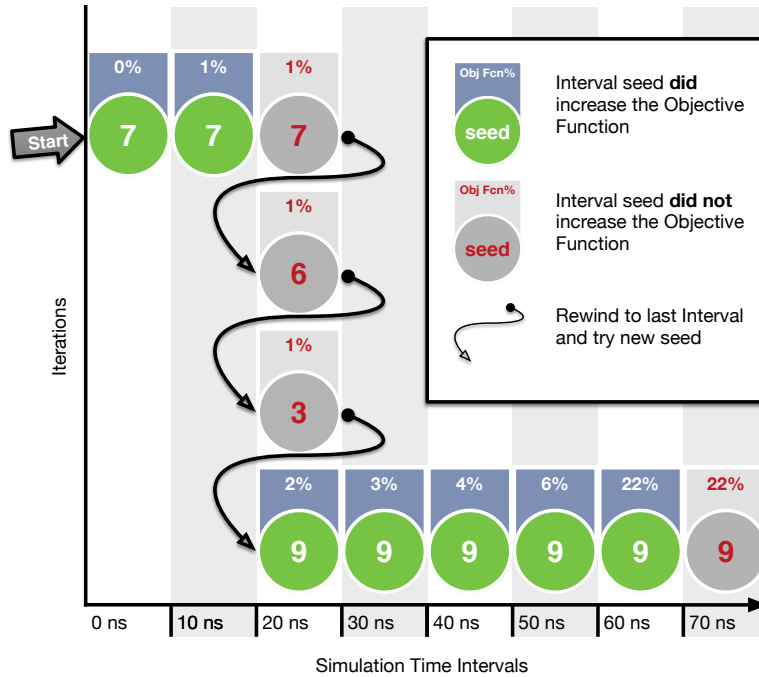 0%
1%
1%
Start
7
7
7
1%
6
1%
3
2%
3%
4%
6%
22%
22%
9
9
9
9
9
9
Obj Fcn%
seed
Interval seed did
increase the Objective
Function
Obj Fcn%
seed
Interval seed did not
increase the Objective
Function
Rewind to last Interval
and try new seed
Iterations
0 ns
10 ns
20 ns
30 ns
40 ns
50 ns
60 ns
70 ns
Simulation Time Intervals